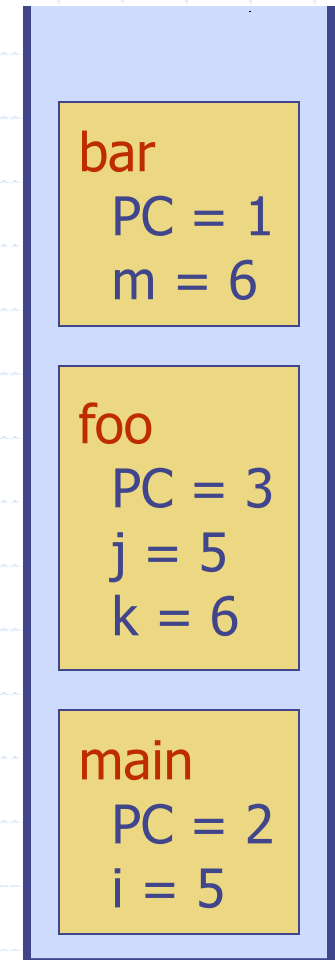 bar
PC = 1
m = 6
foo
PC = 3
j = 5
k = 6
main
PC = 2
i = 5